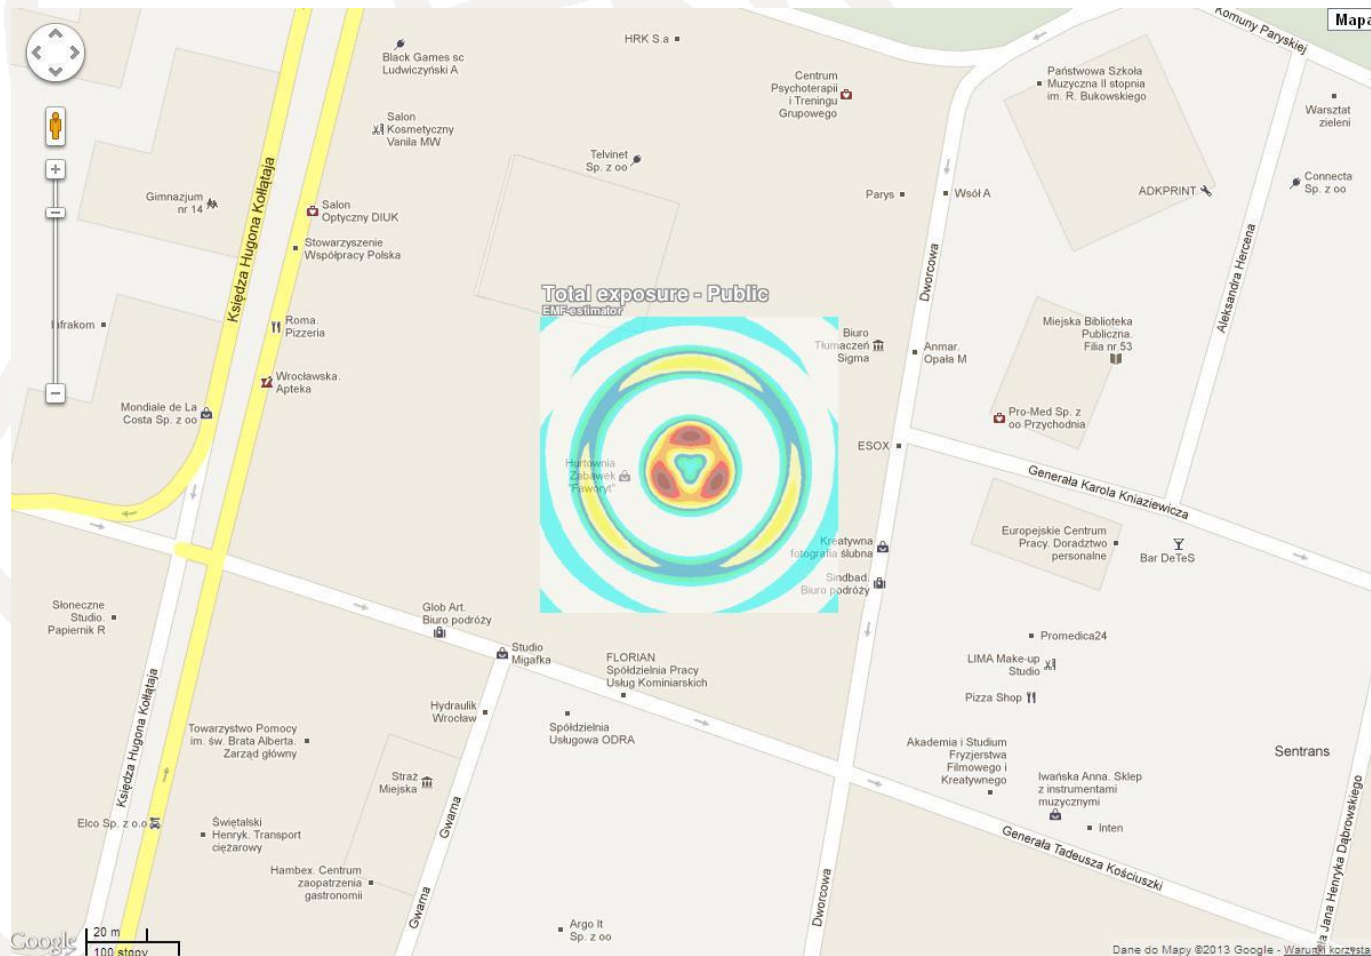 Mapa
Komuny Paryskiej
HRK S.a
Black Games sc
Ludwiczyński A
Centrum
Psychoterapii
i Treningu
Grupowego
Państwowa Szkoła
Muzyczna II stopnia
im. R. Bukowskiego
Warsztat
zieleni
Salon
Kosmetyczny
Vanila MW
Telvinet
Sp. z oo
Connecta
Sp. z oo
Gimnazjum
nr 14
Salon
Optyczny DIUK
Parys
Wsół A
ADKPRINT
Księdza Hugona Kołłątaja
Stowarzyszenie
Współpracy Polska
Dworcowa
Aleksandra Hercena
Total exposure - Public
EMF-estimator
Infrakom
Roma.
Pizzeria
Biuro
Tłumaczeń
Sigma
Anmar.
Opała M
Miejska Biblioteka
Publiczna.
Filia nr 53
Wrocławska.
Apteka
Mondiale de La
Costa Sp. z oo
Pro-Med Sp. z
oo Przychodnia
ESOX
Hurtownia
Zabawek
"Faworyt"
Generała Karola Kniaziewicza
Europejskie Centrum
Pracy. Doradztwo
personalne
Bar DeTeS
Kreatywna
fotografia ślubna
Sindbad.
Biuro podróży
Słoneczne
Studio.
Papiernik R
Glob Art.
Biuro podróży
Studio
Migafka
FLORIAN
Spółdzielnia Pracy
Usług Kominiarskich
Promedica24
LIMA Make-up
Studio
Pizza Shop
Hydraulik
Wrocław
Spółdzielnia
Usługowa ODRA
Księdza Hugona Kołłątaja
Towarzystwo Pomocy
im. św. Brata Alberta.
Zarząd główny
Akademia i Studium
Fryzjerstwa
Filmowego i
Kreatywnego
Sentrans
Straż
Miejska
Iwańska Anna. Sklep
z instrumentami
muzycznymi
Inten
Elco Sp. z o.o
Świętalski
Henryk. Transport
ciężarowy
Gwarna
Generała Tadeusza Kościuszki
Jana Henryka Dąbrowskiego
Hambex. Centrum
zaopatrzenia
gastronomii
Gwarna
Dworcowa
Argo It
Sp. z oo
Google
20 m
100 stopy
Dane do Mapy ©2013 Google - Warunki korzysta